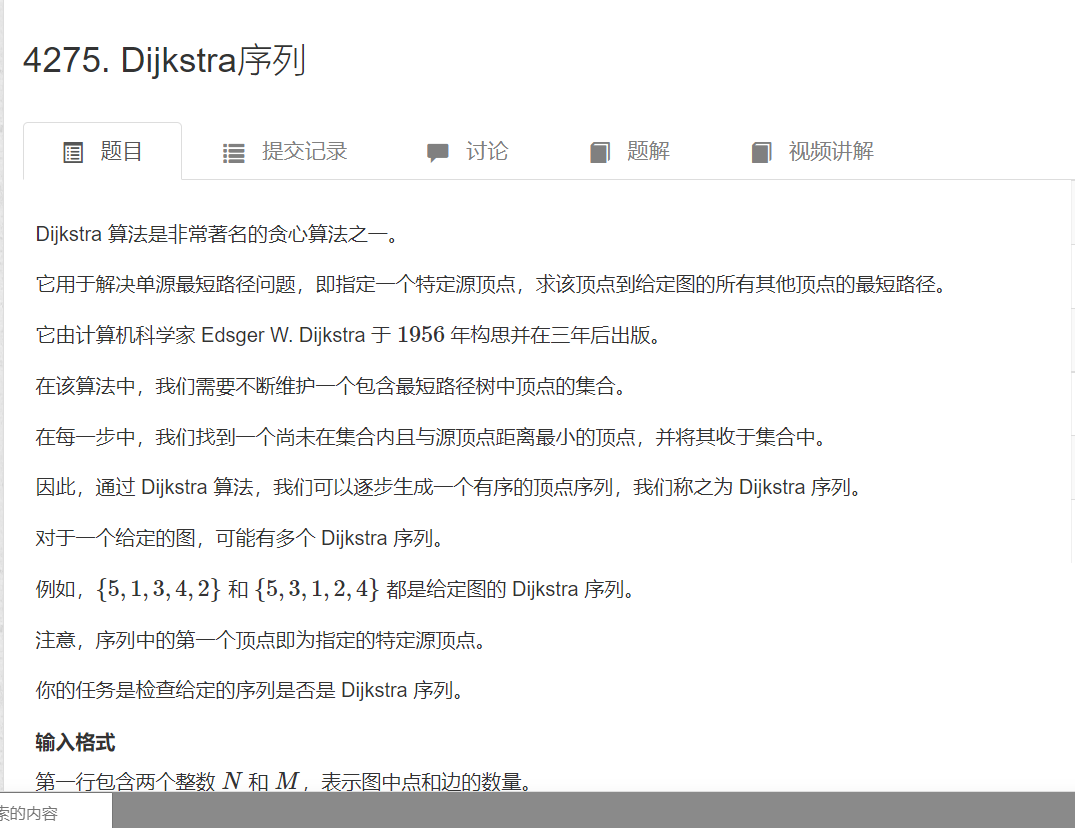 4275. Dijkstra序列
题目 提交记录 讨论 题解 视频讲解
Dijkstra 算法是非常著名的贪心算法之一。
它用于解决单源最短路径问题，即指定一个特定源顶点，求该顶点到给定图的所有其他顶点的最短路径。
它由计算机科学家 Edsger W. Dijkstra 于 1956 年构思并在三年后出版。
在该算法中，我们需要不断维护一个包含最短路径树中顶点的集合。
在每一步中，我们找到一个尚未在集合内且与源顶点距离最小的顶点，并将其收于集合中。
因此，通过 Dijkstra 算法，我们可以逐步生成一个有序的顶点序列，我们称之为 Dijkstra 序列。
对于一个给定的图，可能有多个 Dijkstra 序列。
例如，{5, 1, 3, 4, 2} 和 {5, 3, 1, 2, 4} 都是给定图的 Dijkstra 序列。
注意，序列中的第一个顶点即为指定的特定源顶点。
你的任务是检查给定的序列是否是 Dijkstra 序列。
输入格式
第一行包含两个整数 N 和 M，表示图中点和边的数量。
索的内容